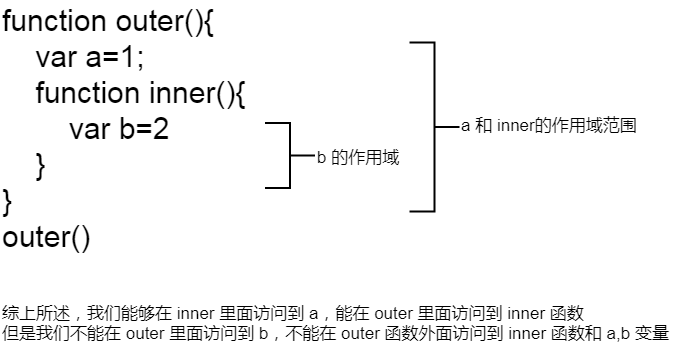 function outer(){
var a=1;
function inner(){
var b=2
}
}
outer()
b 的作用域
a 和 inner的作用域范围
综上所述，我们能够在 inner 里面访问到 a，能在 outer 里面访问到 inner 函数
但是我们不能在 outer 里面访问到 b，不能在 outer 函数外面访问到 inner 函数和 a,b 变量